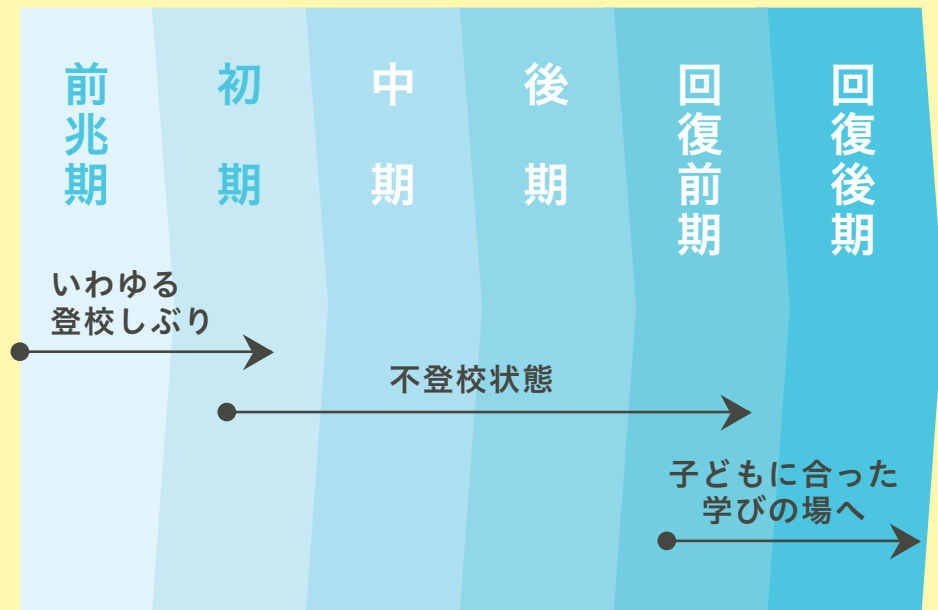 前兆期
初期
中期
後期
回復前期
回復後期
いわゆる
登校しぶり
不登校状態
子どもに合った
学びの場へ